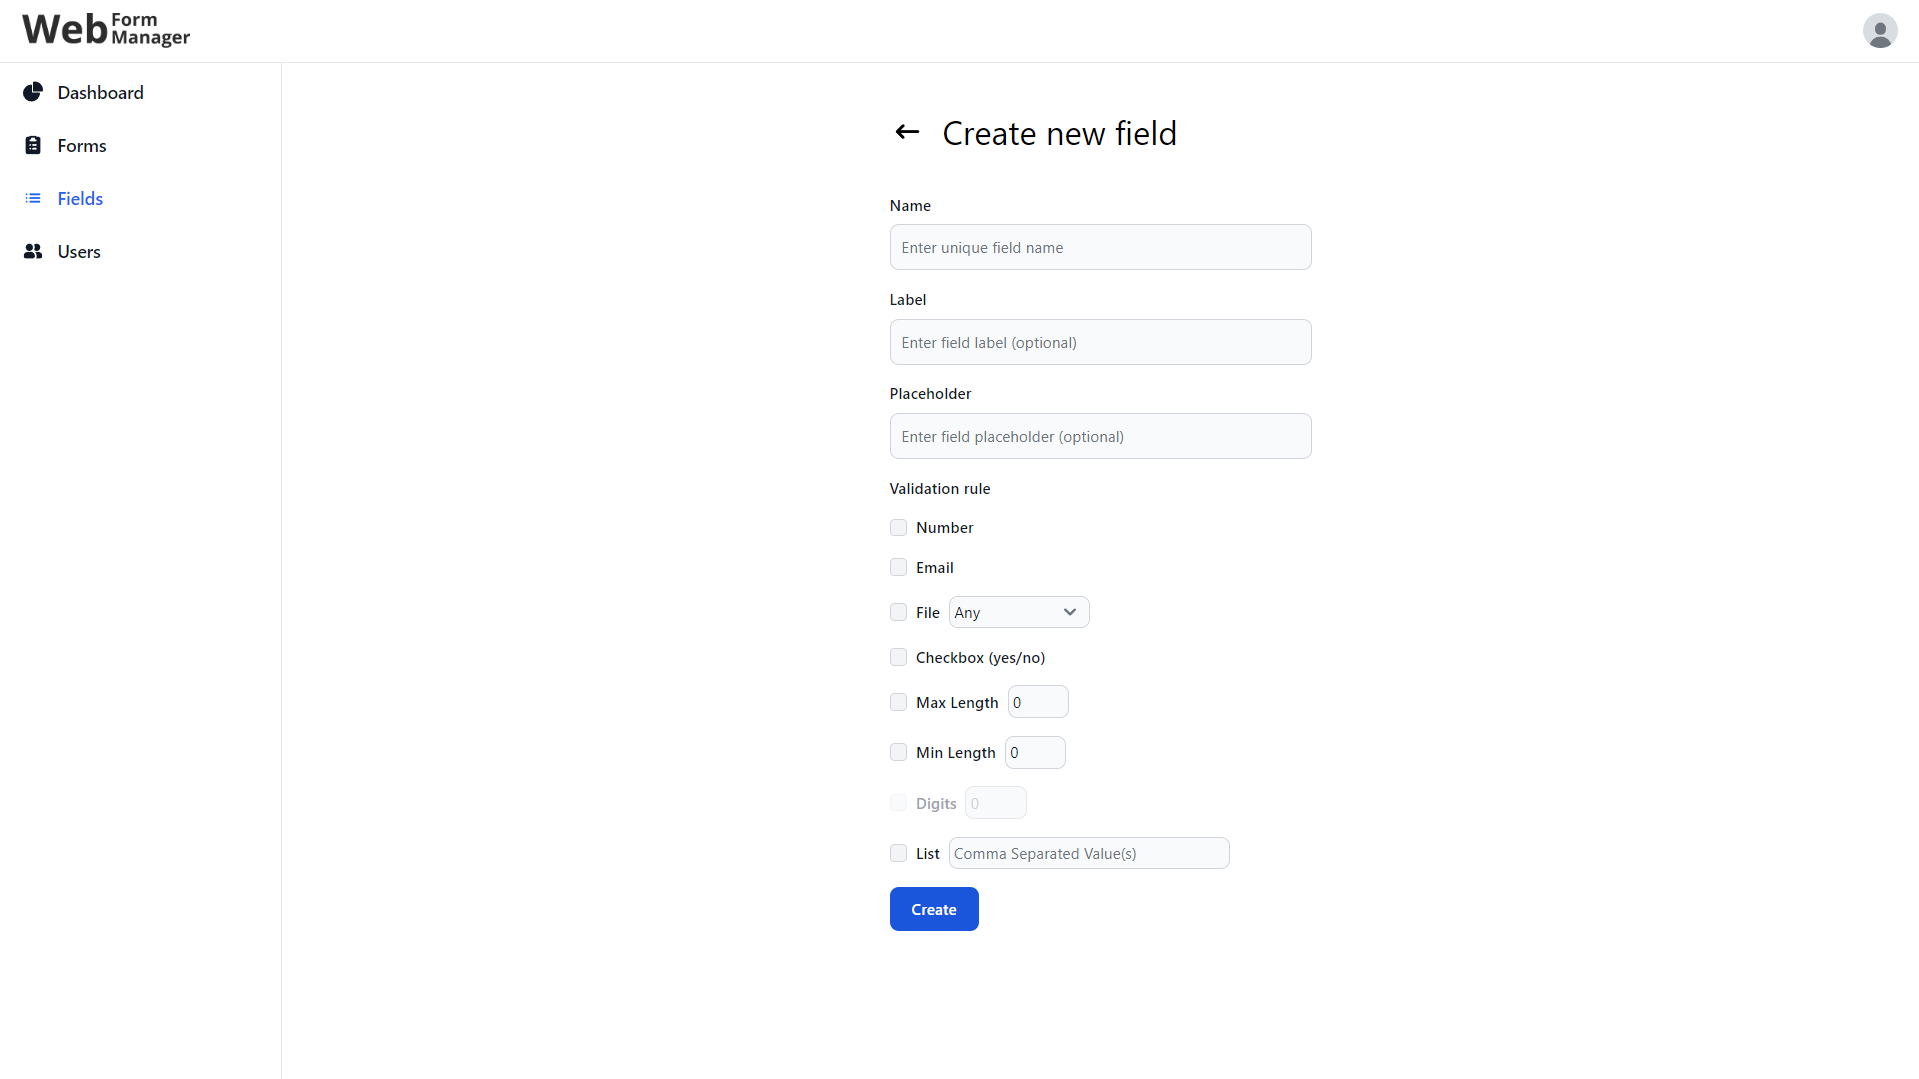 Web Form Manager
Dashboard
Forms
Fields
Users
Create new field
Name
Enter unique field name
Label
Enter field label (optional)
Placeholder
Enter field placeholder (optional)
Validation rule
Number
Email
File Any
Checkbox (yes/no)
Max Length 0
Min Length 0
Digits 0
List Comma Separated Value(s)
Create